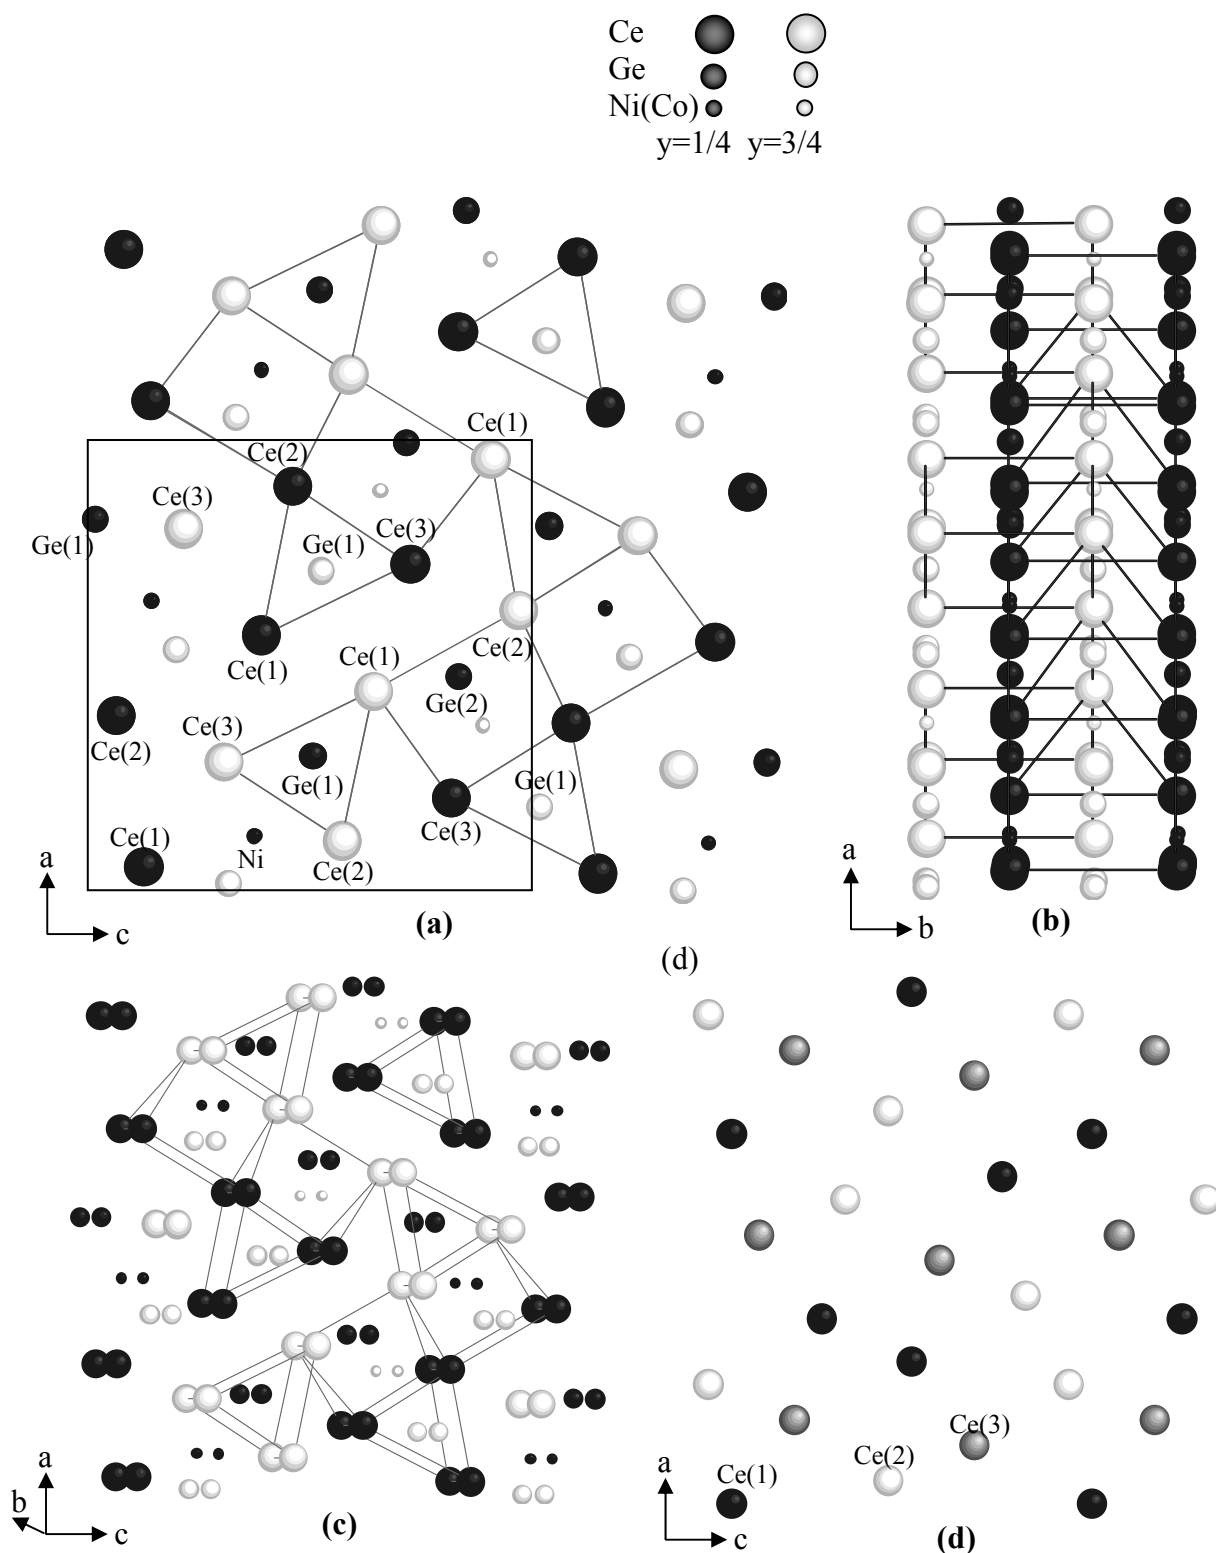 Ce
Ge
Ni(Co)
y=1/4 y=3/4
Ce(1)
Ce(2)
Ce(3)
Ce(3)
Ge(1)
Ge(1)
Ce(1)
Ce(1)
Ce(2)
Ge(2)
Ce(3)
Ce(2)
Ge(1)
Ge(1)
Ce(3)
Ce(1)
Ni
Ce(2)
a
c
(a)
a
b
(b)
(d)
a
b
c
(c)
Ce(3)
Ce(2)
Ce(1)
a
c
(d)